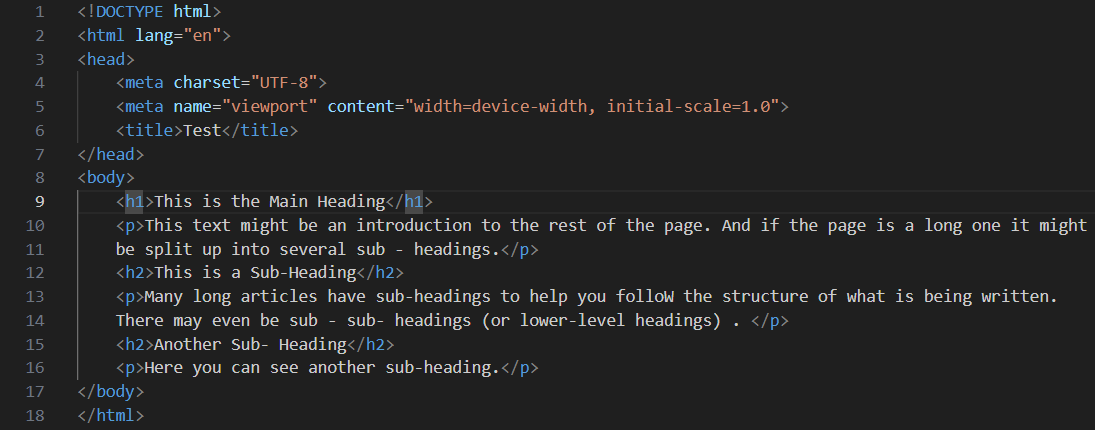 1 <!DOCTYPE html>
2 <html lang="en">
3 <head>
4     <meta charset="UTF-8">
5     <meta name="viewport" content="width=device-width, initial-scale=1.0">
6     <title>Test</title>
7 </head>
8 <body>
9     <h1>This is the Main Heading</h1>
10     <p>This text might be an introduction to the rest of the page. And if the page is a long one it might
11     be split up into several sub - headings.</p>
12     <h2>This is a Sub-Heading</h2>
13     <p>Many long articles have sub-headings to help you folloW the structure of what is being written.
14     There may even be sub - sub- headings (or lower-level headings) . </p>
15     <h2>Another Sub- Heading</h2>
16     <p>Here you can see another sub-heading.</p>
17 </body>
18 </html>